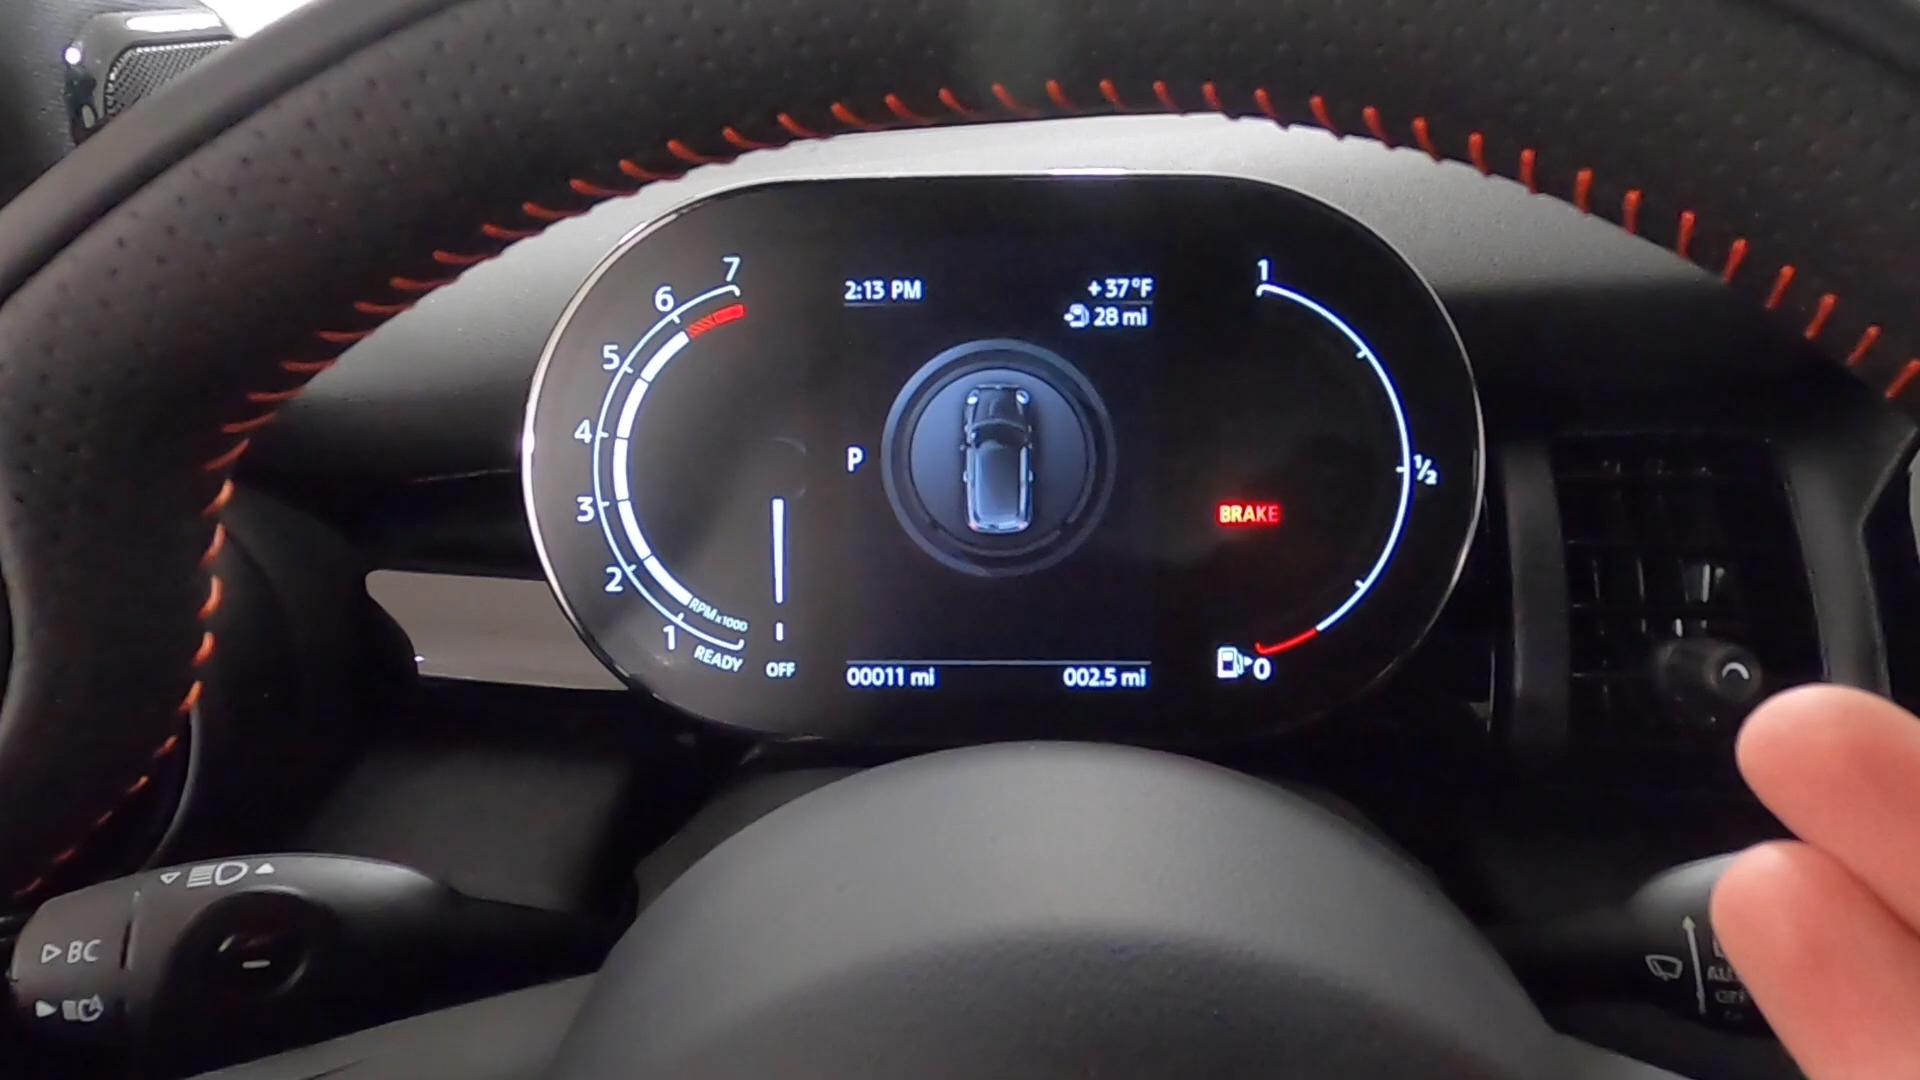 7
6
5
4
3
2
1
RPM x1000
READY
OFF
2:13 PM
+ 37 °F
28 mi
P
00011 mi
002.5 mi
1
½
BRAKE
0
BC